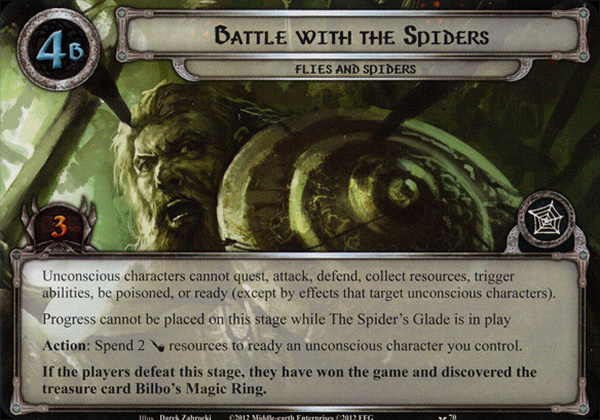 4B
BATTLE WITH THE SPIDERS
FLIES AND SPIDERS
3
Unconscious characters cannot quest, attack, defend, collect resources, trigger
abilities, be poisoned, or ready (except by effects that target unconscious characters).
Progress cannot be placed on this stage while The Spider's Glade is in play
Action: Spend 2 resources to ready an unconscious character you control.
If the players defeat this stage, they have won the game and discovered the
treasure card Bilbo's Magic Ring.
Illus. Darek Zabrocki ©2012 Middle-earth Enterprises ©2012 FFG 70